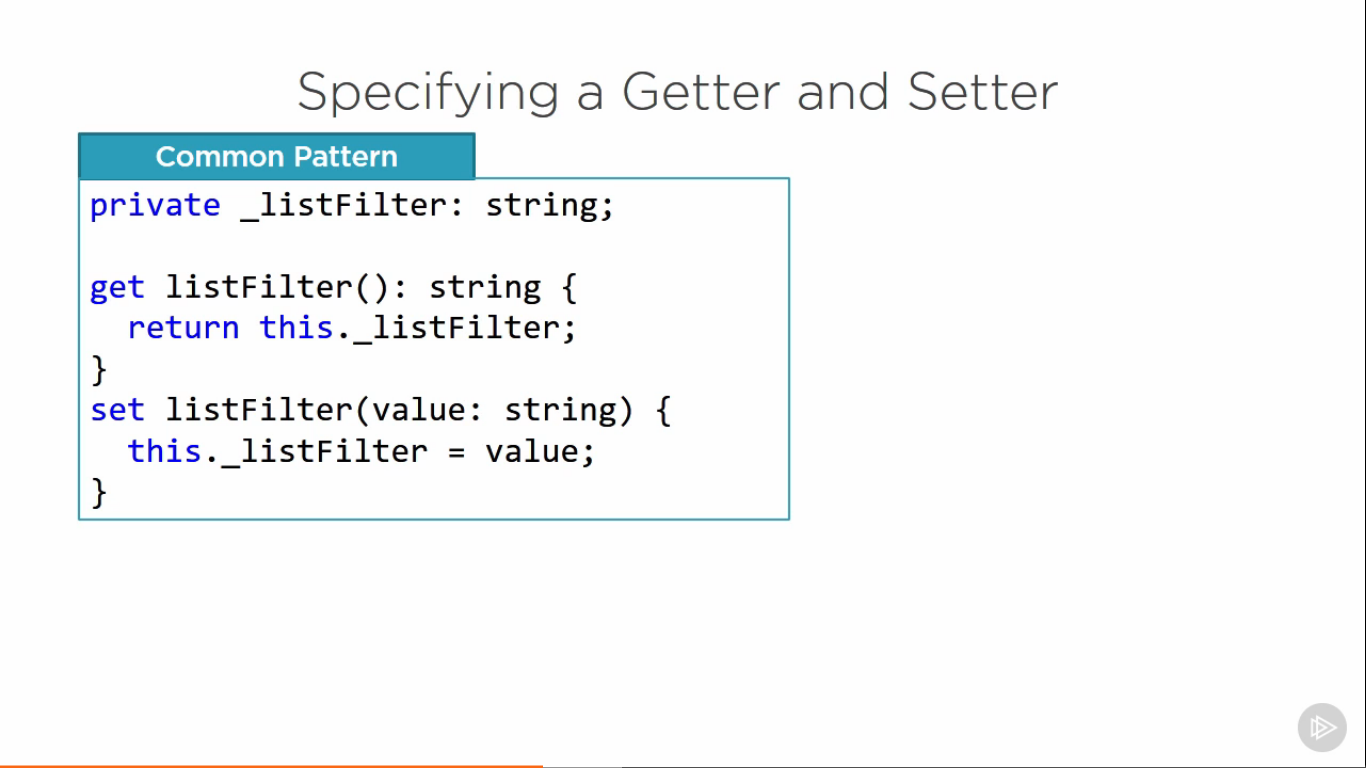 Specifying a Getter and Setter
Common Pattern
private _listFilter: string;
get listFilter(): string {
  return this._listFilter;
}
set listFilter(value: string) {
  this._listFilter = value;
}